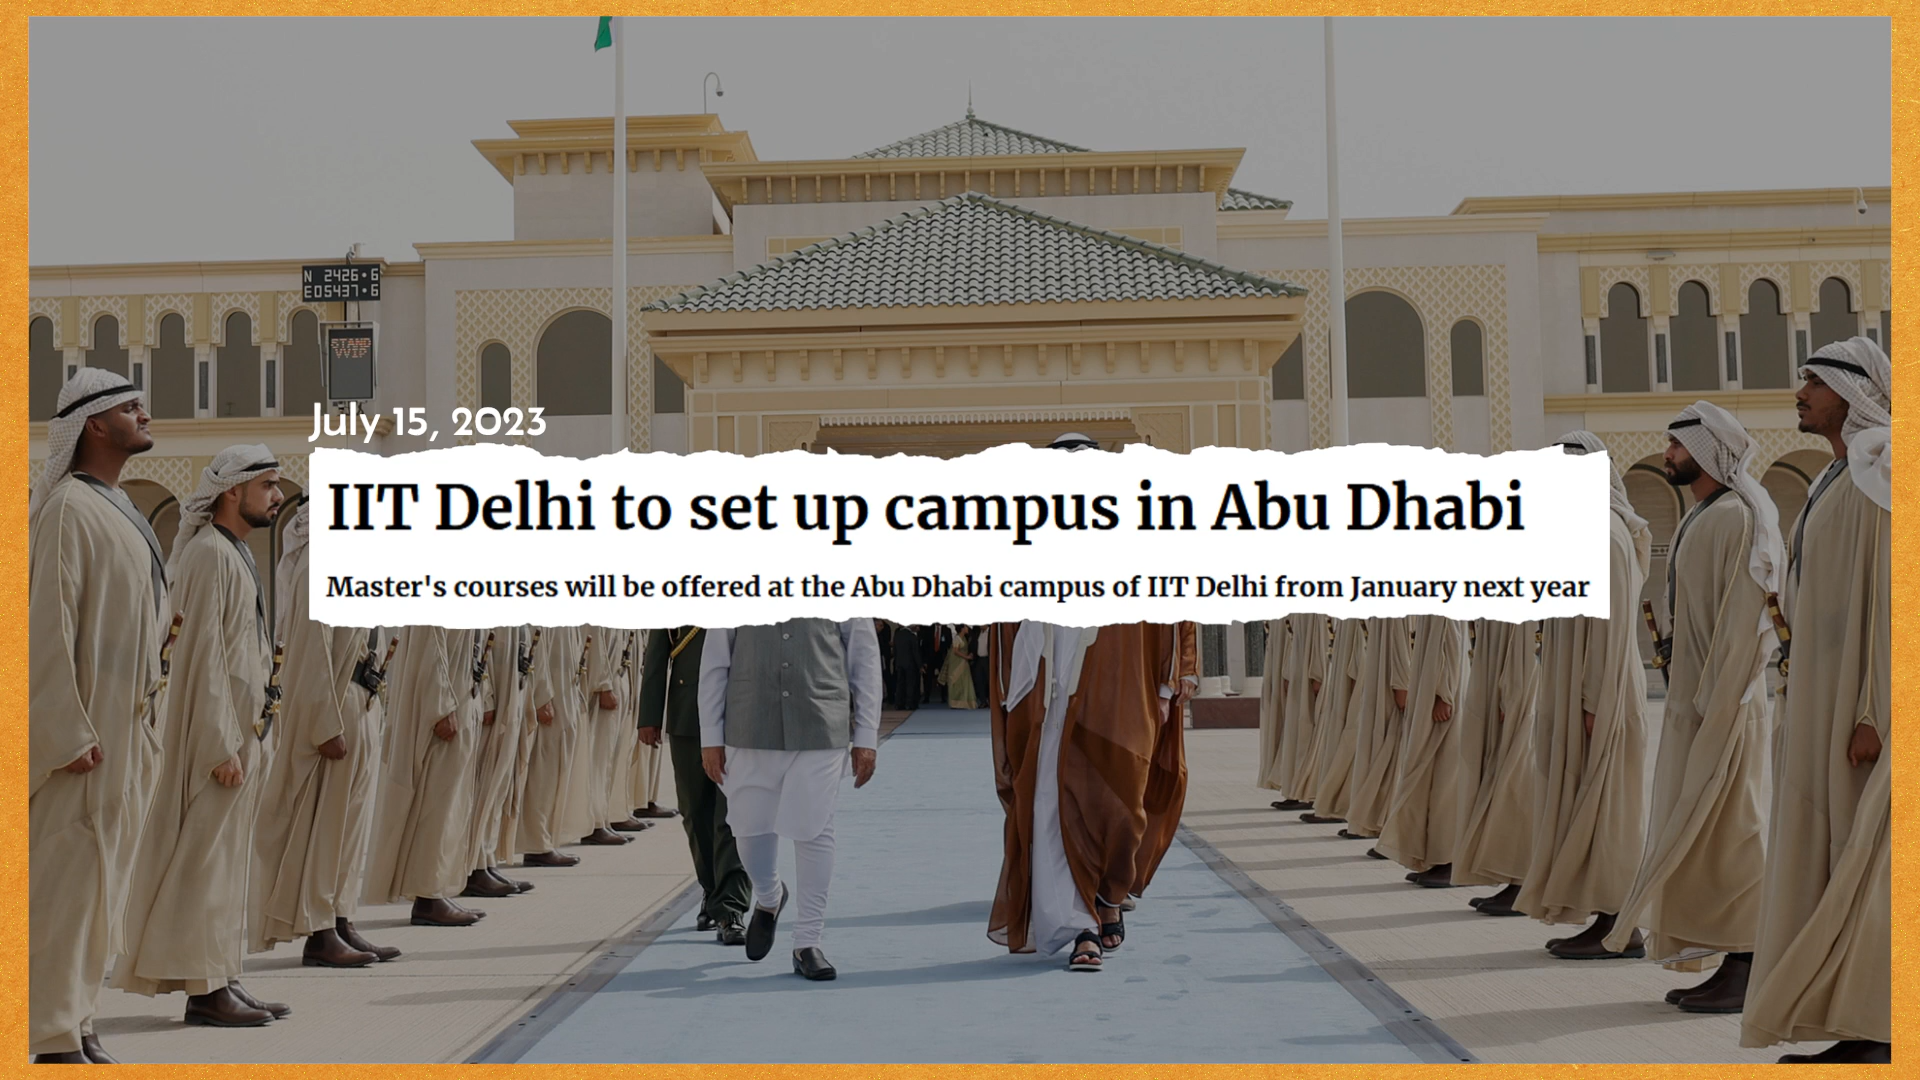 N 2426•6
E05437•6
STAND
VVIP
July 15, 2023
IIT Delhi to set up campus in Abu Dhabi
Master's courses will be offered at the Abu Dhabi campus of IIT Delhi from January next year